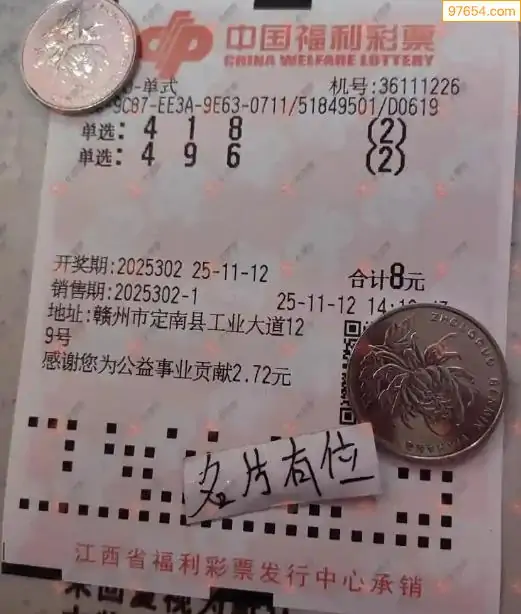 97654.com
中国福利彩票
CHINA WELFARE LOTTERY
-单式 机号:36111226
-9C87-EE3A-9E63-0711/51849501/D0619
单选: 4 1 8 (2)
单选: 4 9 6 (2)
开奖期:2025302 25-11-12 合计8元
销售期:2025302-1 25-11-12 14:
地址:赣州市定南县工业大道12
9号
感谢您为公益事业贡献2.72元
名片有位
江西省福利彩票发行中心承销